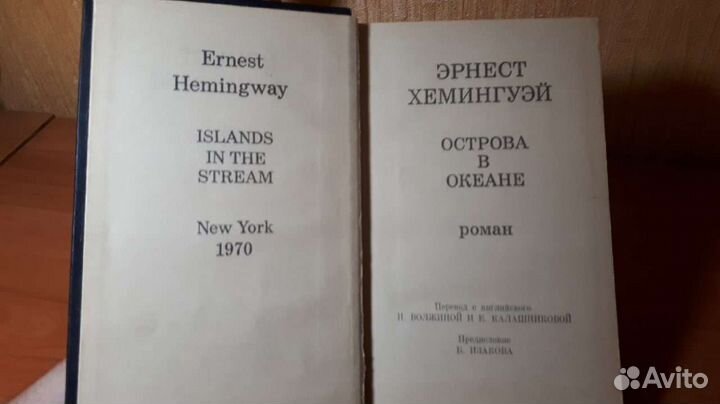 Ernest
Hemingway
ISLANDS
IN THE
STREAM
New York
1970
ЭРНЕСТ
ХЕМИНГУЭЙ
ОСТРОВА
В
ОКЕАНЕ
роман
Перевод с английского
Н. ВОЛЖИНОЙ И Е. КАЛАШНИКОВОЙ
Предисловие
Б. ИЗАКОВА
Avito